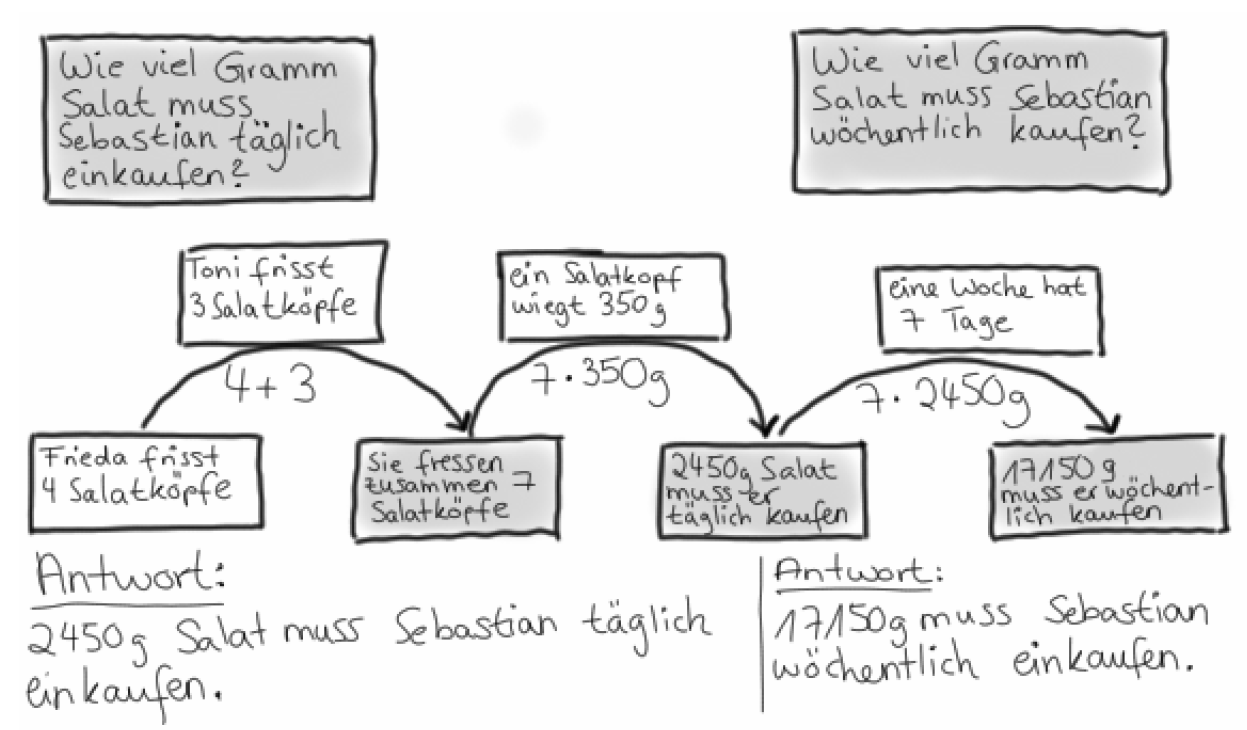 Wie viel Gramm
Salat muss
Sebastian täglich
einkaufen?
Wie viel Gramm
Salat muss Sebastian
wöchentlich kaufen?
Toni frisst
3 Salatköpfe
ein Salatkopf
wiegt 350g
eine Woche hat
7 Tage
4+3
7·350g
7·2450g
Frieda frisst
4 Salatköpfe
Sie fressen
zusammen 7
Salatköpfe
2450g Salat
muss er
täglich kaufen
17150g
muss er wöchent-
lich kaufen
Antwort:
2450g Salat muss Sebastian täglich
einkaufen.
Antwort:
17150g muss Sebastian
wöchentlich einkaufen.